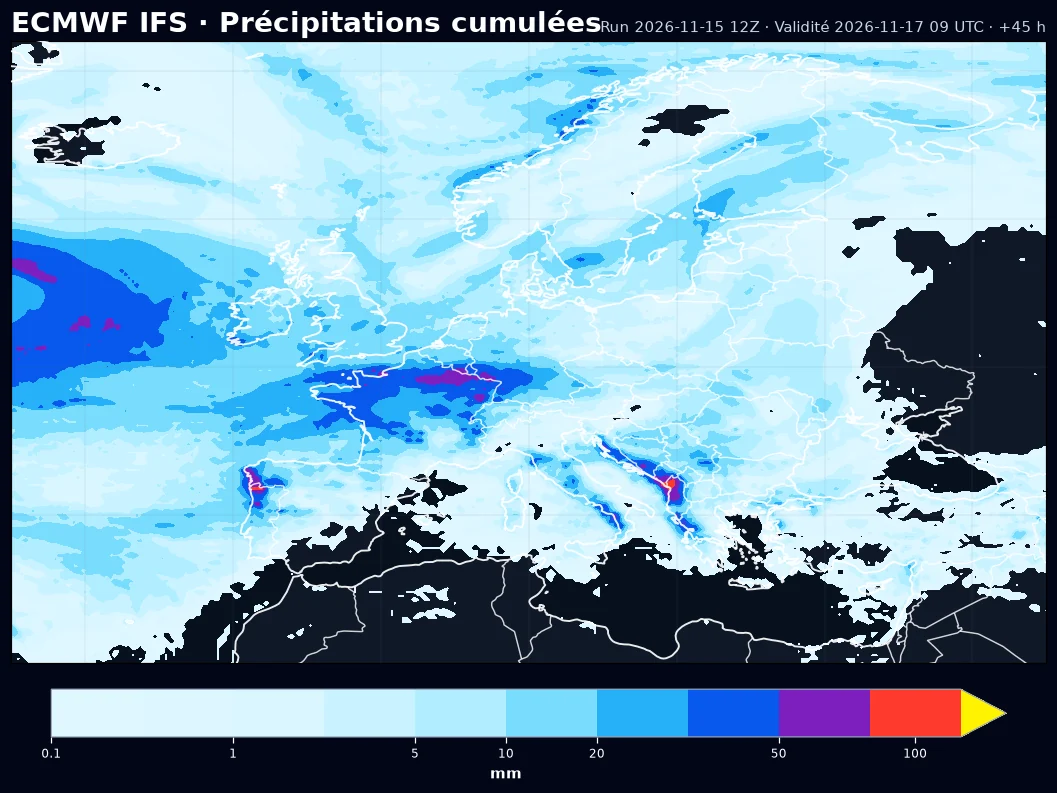 ECMWF IFS · Précipitations cumulées
Run 2026-11-15 12Z · Validité 2026-11-17 09 UTC · +45 h
0.1 1 5 10 20 50 100
mm